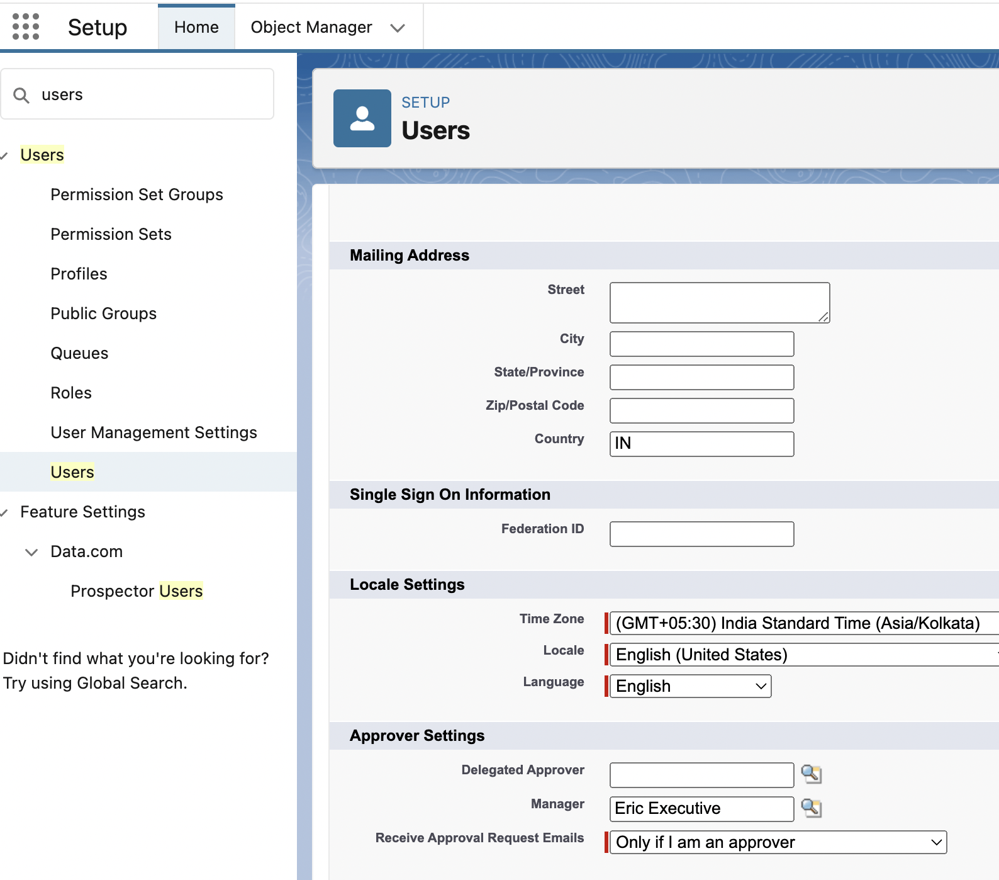 Setup
Home
Object Manager
users
Users
Permission Set Groups
Permission Sets
Profiles
Public Groups
Queues
Roles
User Management Settings
Users
Feature Settings
Data.com
Prospector Users
Didn't find what you're looking for?
Try using Global Search.
SETUP
Users
Mailing Address
Street
City
State/Province
Zip/Postal Code
Country IN
Single Sign On Information
Federation ID
Locale Settings
Time Zone (GMT+05:30) India Standard Time (Asia/Kolkata)
Locale English (United States)
Language English
Approver Settings
Delegated Approver
Manager Eric Executive
Receive Approval Request Emails Only if I am an approver